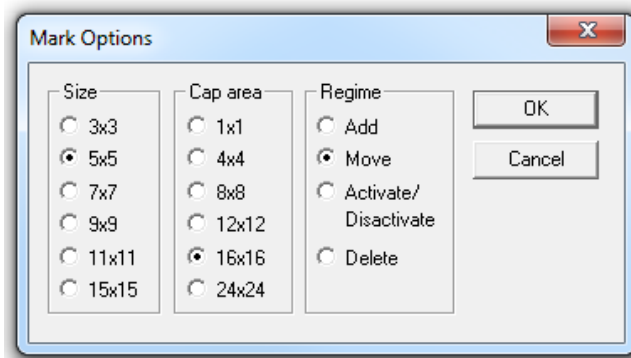 Mark Options
Size
3x3
5x5
7x7
9x9
11x11
15x15
Cap area
1x1
4x4
8x8
12x12
16x16
24x24
Regime
Add
Move
Activate/
Disactivate
Delete
OK
Cancel